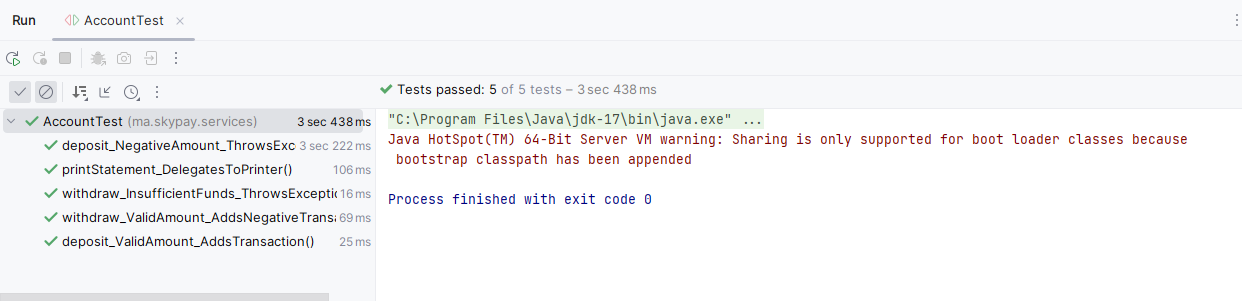 Run AccountTest
Tests passed: 5 of 5 tests – 3 sec 438 ms
AccountTest (ma.skypay.services) 3 sec 438 ms
deposit_NegativeAmount_ThrowsExc 3 sec 222 ms
printStatement_DelegatesToPrinter() 106 ms
withdraw_InsufficientFunds_ThrowsExceptic 16 ms
withdraw_ValidAmount_AddsNegativeTransa 69 ms
deposit_ValidAmount_AddsTransaction() 25 ms
"C:\Program Files\Java\jdk-17\bin\java.exe" ...
Java HotSpot(TM) 64-Bit Server VM warning: Sharing is only supported for boot loader classes because
bootstrap classpath has been appended
Process finished with exit code 0